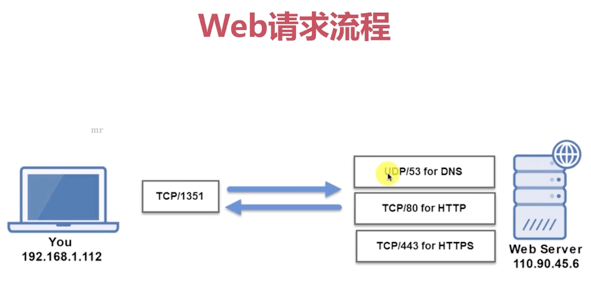 Web请求流程
mr
TCP/1351
UDP/53 for DNS
TCP/80 for HTTP
TCP/443 for HTTPS
You
192.168.1.112
Web Server
110.90.45.6